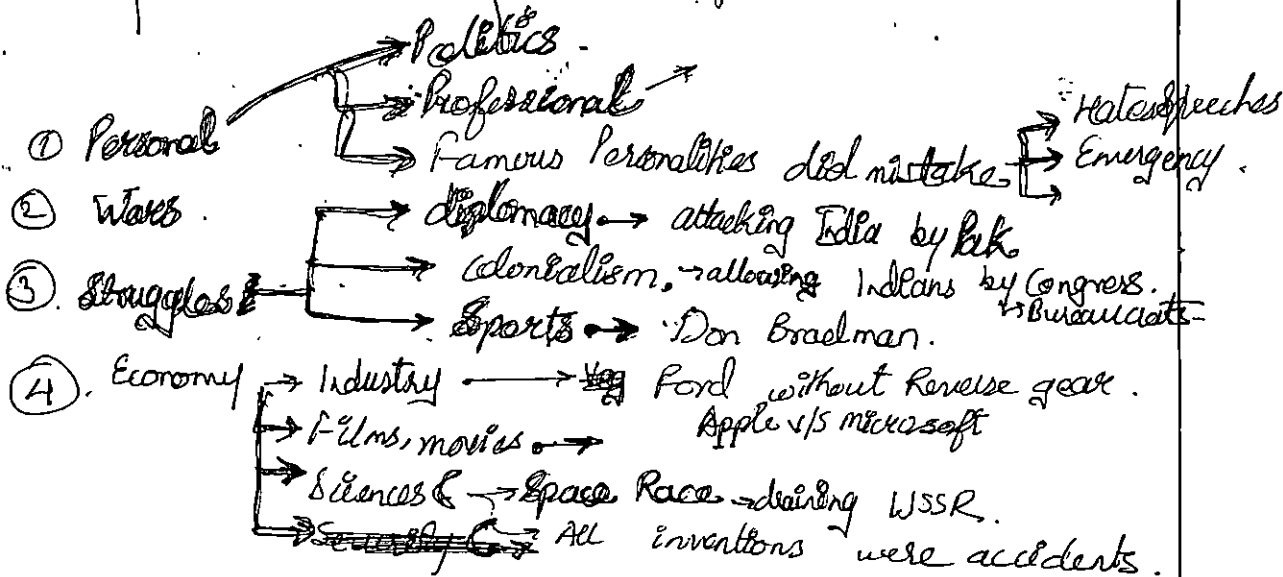 Politics -
→ Professional →
① Personal
→ Famous Personalities did mistake → Hatespeeches
→ Emergency.
② Wars.
→ diplomacy → attacking India by Pak
→ colonialism, → allowing Indians by Congress.
↳ Bureaucrats -
③. Struggles
→ Sports → Don Bradman.
④. Economy → Industry → Ford without Reverse gear.
Apple v/s microsoft
→ Films, movies →
→ Sciences → Space Race → draining USSR.
→ All inventions were accidents.